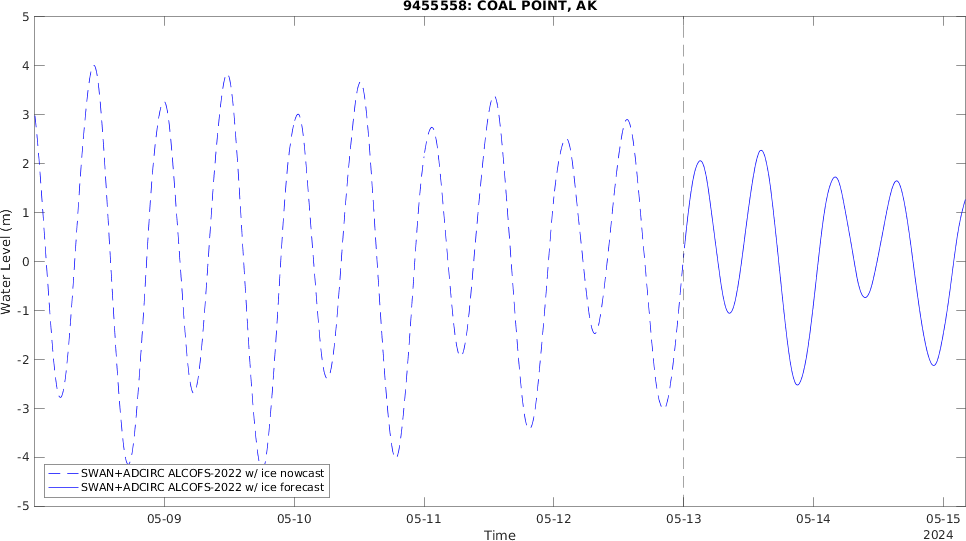 9455558: COAL POINT, AK
5
4
3
2
1
0
-1
-2
-3
-4
-5
Water Level (m)
SWAN+ADCIRC ALCOFS-2022 w/ ice nowcast
SWAN+ADCIRC ALCOFS-2022 w/ ice forecast
05-09 05-10 05-11 05-12 05-13 05-14 05-15
Time
2024